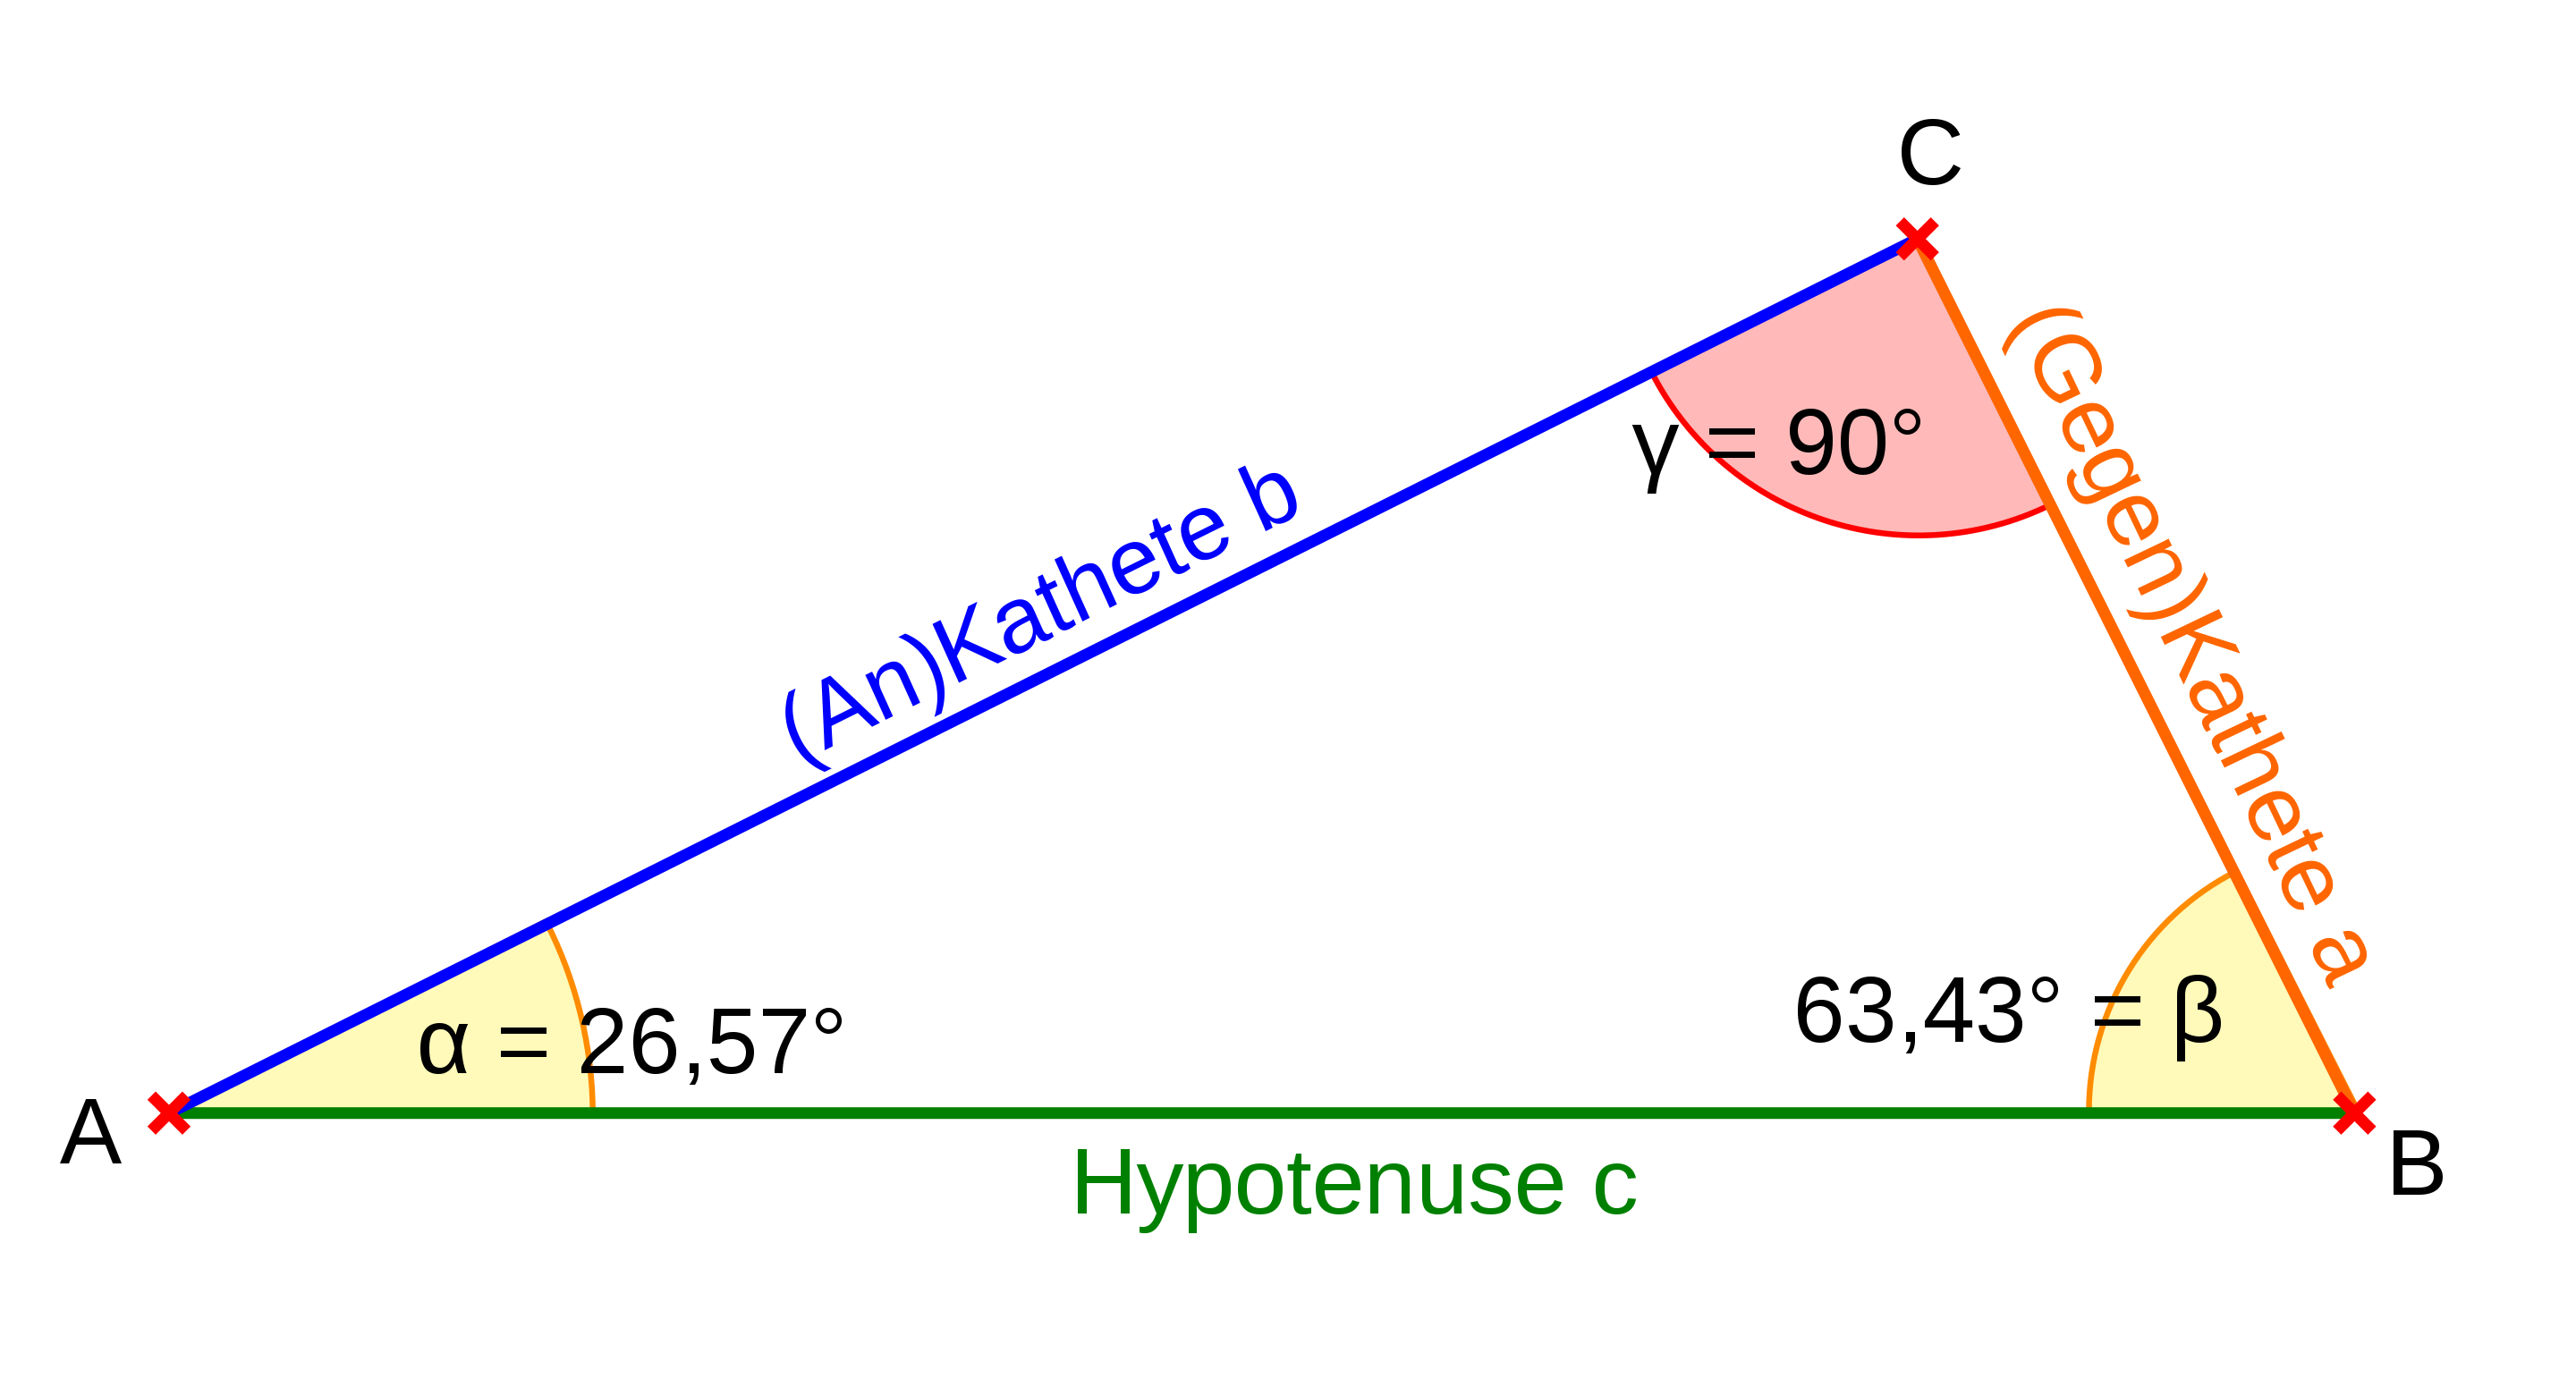 C
γ = 90°
(Gegen)Kathete a
(An)Kathete b
α = 26,57°
63,43° = β
A
B
Hypotenuse c